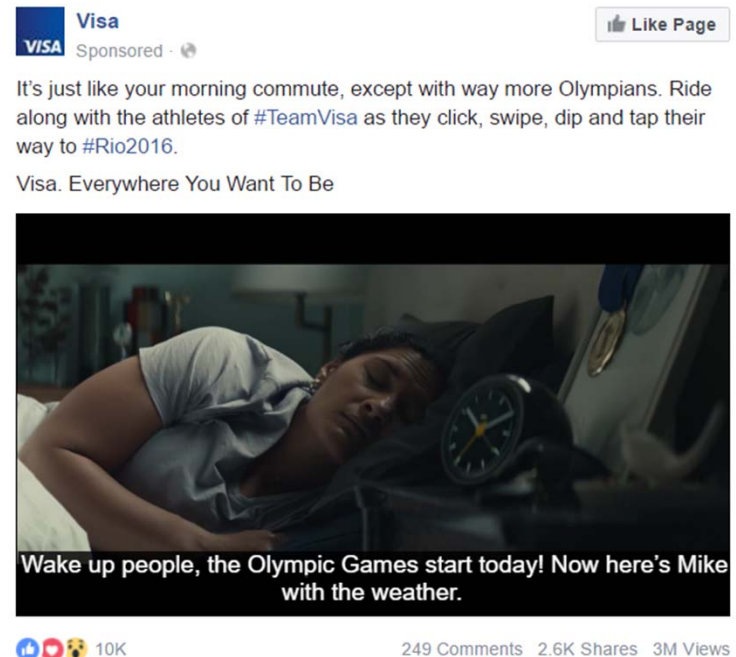 Visa
VISA
Sponsored ·
Like Page
It's just like your morning commute, except with way more Olympians. Ride
along with the athletes of #TeamVisa as they click, swipe, dip and tap their
way to #Rio2016.
Visa. Everywhere You Want To Be
Wake up people, the Olympic Games start today! Now here's Mike
with the weather.
10K
249 Comments 2.6K Shares 3M Views